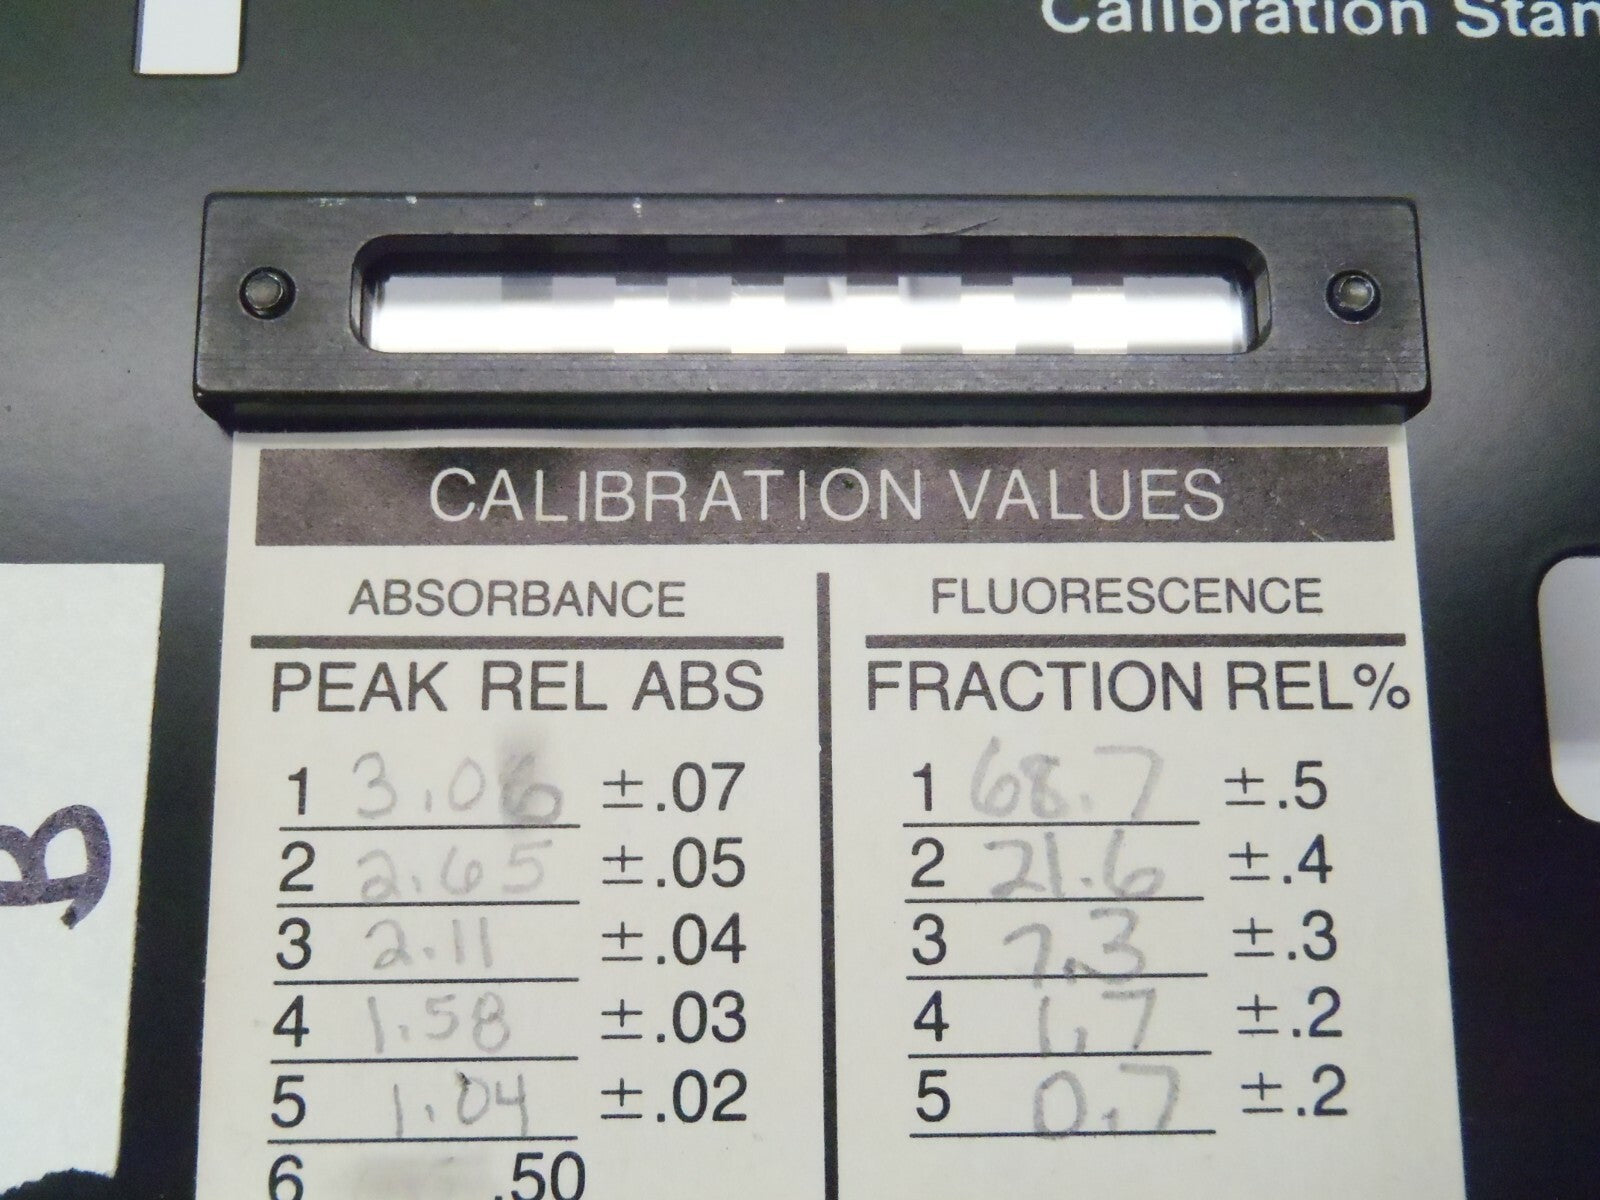 Calibration Stan
CALIBRATION VALUES
ABSORBANCE
PEAK REL ABS
1 3.06 ±.07
2 2.65 ±.05
3 2.11 ±.04
4 1.58 ±.03
5 1.04 ±.02
6 .50
FLUORESCENCE
FRACTION REL%
1 68.7 ±.5
2 21.6 ±.4
3 7.3 ±.3
4 1.7 ±.2
5 0.7 ±.2
B